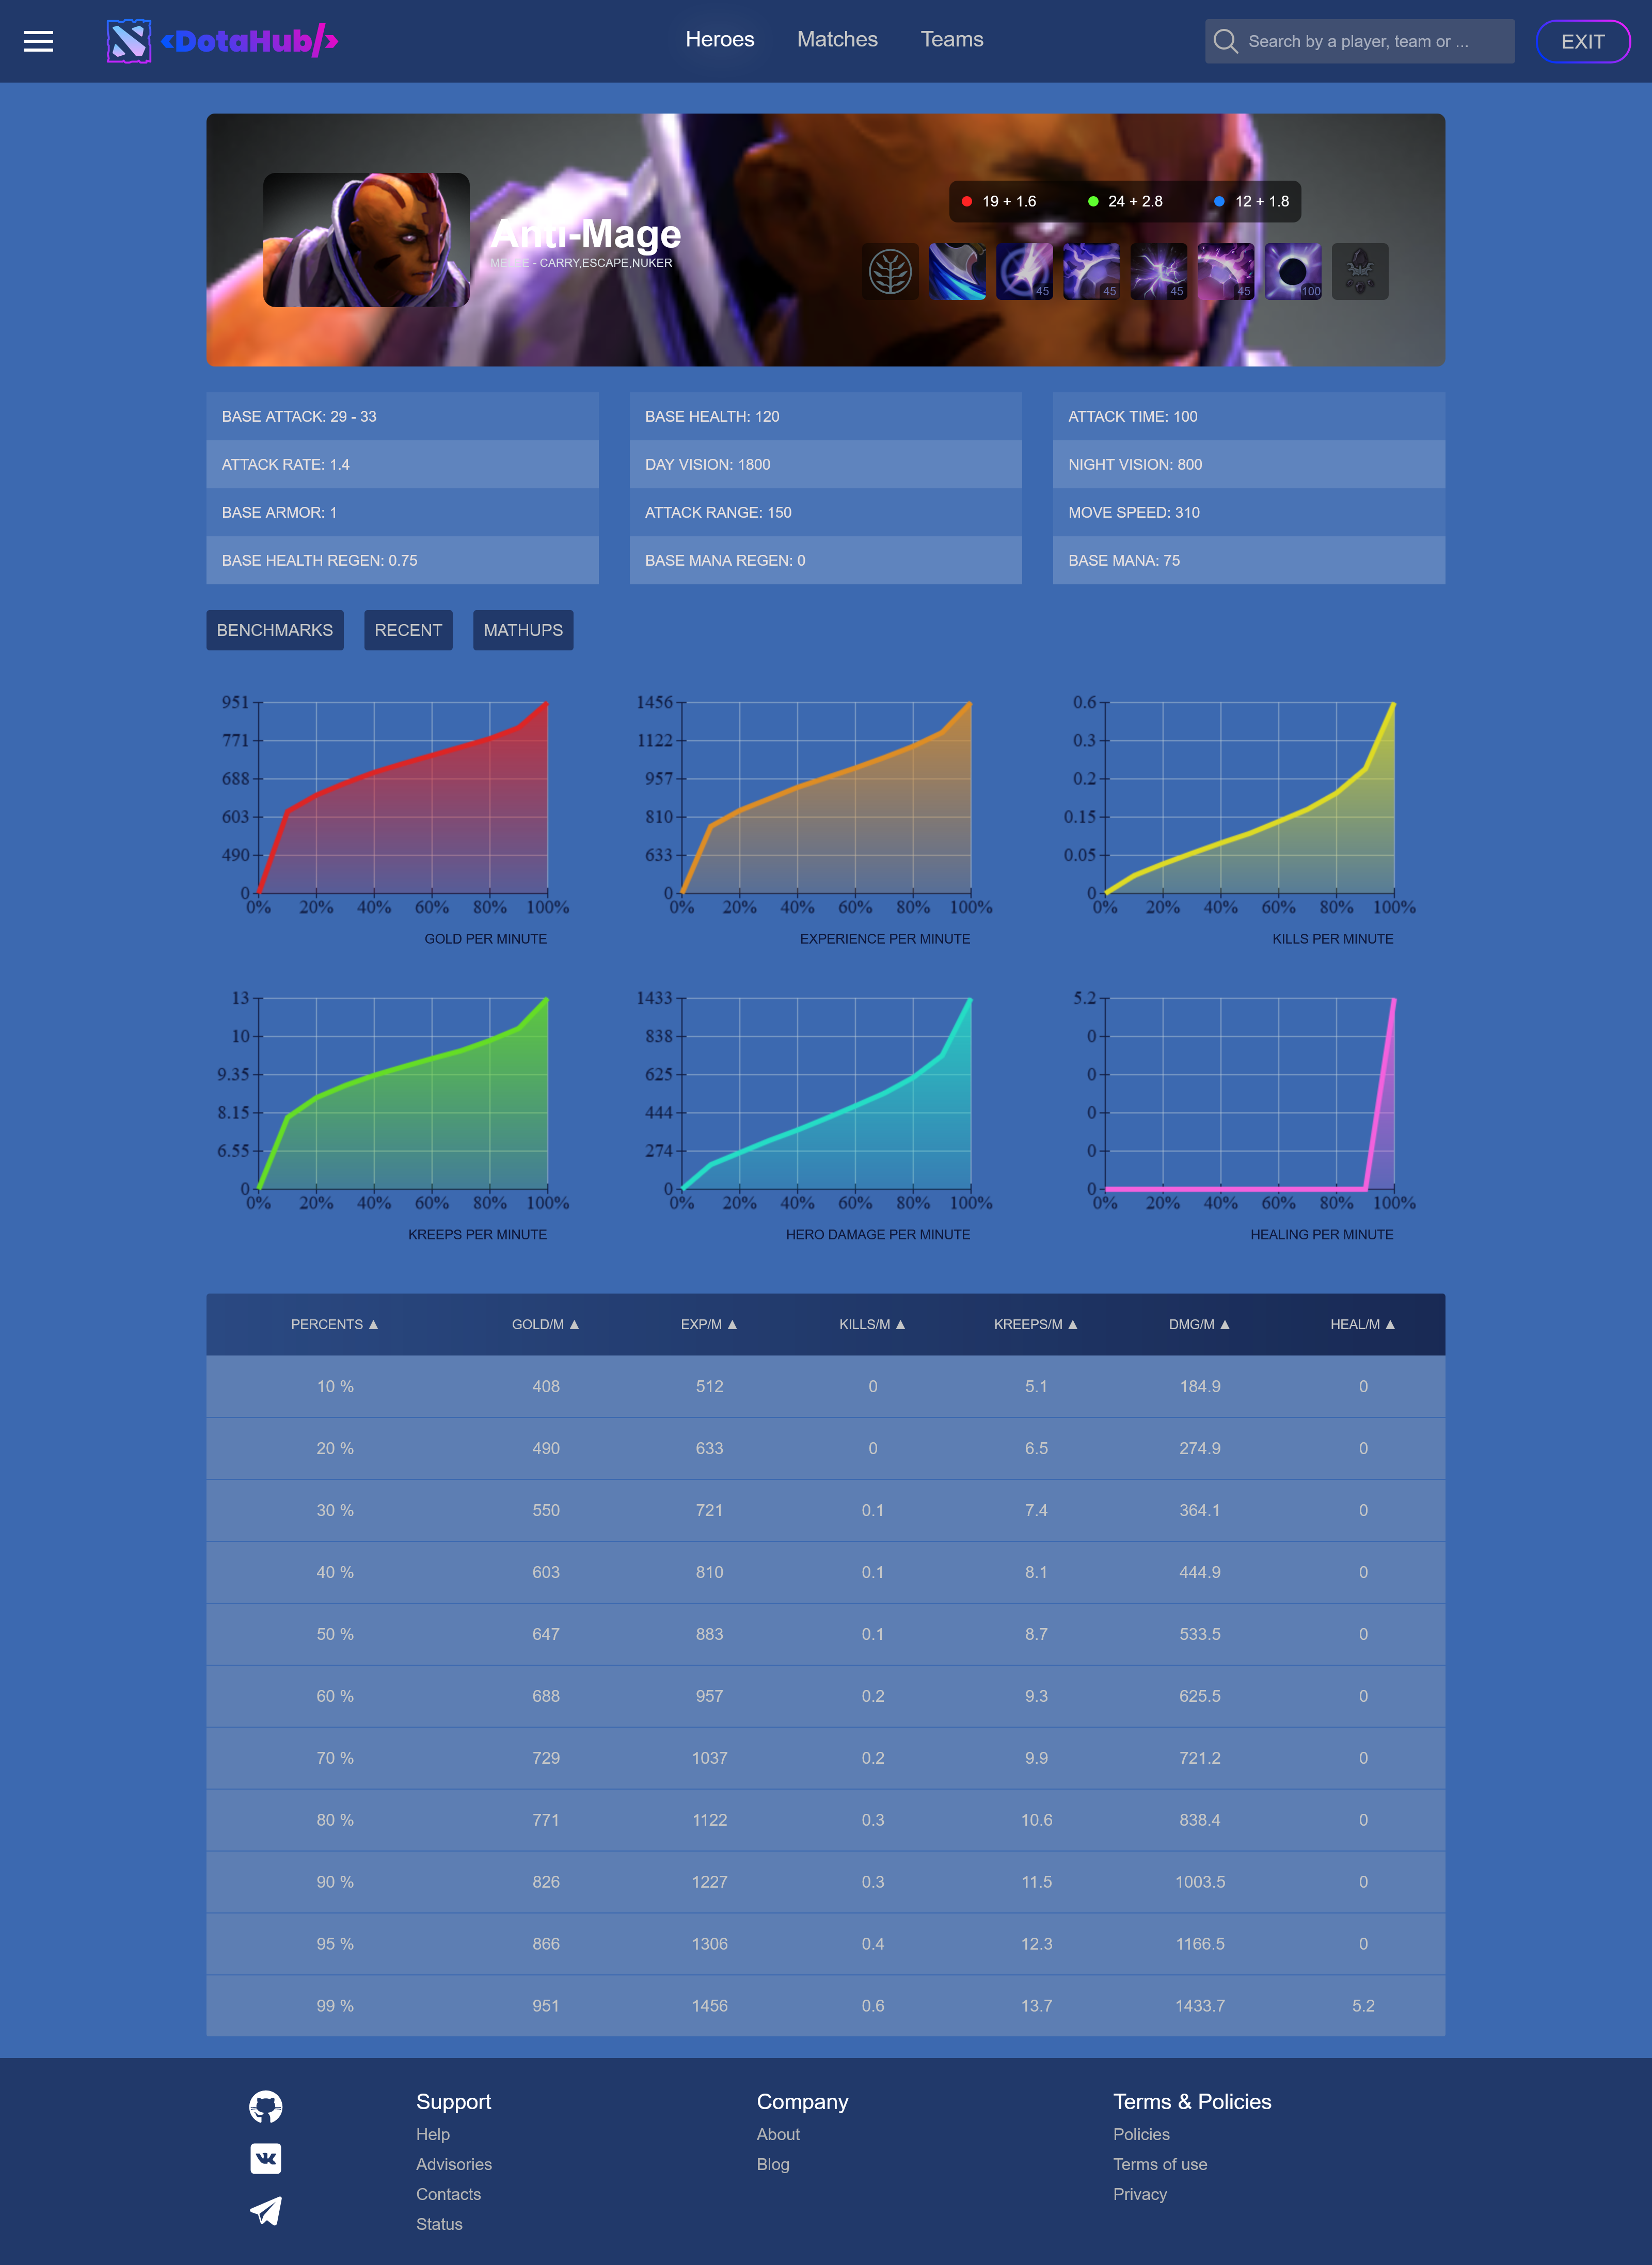 <DotaHub/>
Heroes Matches Teams
Search by a player, team or ...
EXIT
19 + 1.6 24 + 2.8 12 + 1.8
Anti-Mage
MELEE - CARRY,ESCAPE,NUKER
45 45 45 45 100
BASE ATTACK: 29 - 33 BASE HEALTH: 120 ATTACK TIME: 100
ATTACK RATE: 1.4 DAY VISION: 1800 NIGHT VISION: 800
BASE ARMOR: 1 ATTACK RANGE: 150 MOVE SPEED: 310
BASE HEALTH REGEN: 0.75 BASE MANA REGEN: 0 BASE MANA: 75
BENCHMARKS RECENT MATHUPS
951
771
688
603
490
0
0% 20% 40% 60% 80% 100%
GOLD PER MINUTE
1456
1122
957
810
633
0
0% 20% 40% 60% 80% 100%
EXPERIENCE PER MINUTE
0.6
0.3
0.2
0.15
0.05
0
0% 20% 40% 60% 80% 100%
KILLS PER MINUTE
13
10
9.35
8.15
6.55
0
0% 20% 40% 60% 80% 100%
KREEPS PER MINUTE
1433
838
625
444
274
0
0% 20% 40% 60% 80% 100%
HERO DAMAGE PER MINUTE
5.2
0
0
0
0
0
0% 20% 40% 60% 80% 100%
HEALING PER MINUTE
PERCENTS ▲ GOLD/M ▲ EXP/M ▲ KILLS/M ▲ KREEPS/M ▲ DMG/M ▲ HEAL/M ▲
10 % 408 512 0 5.1 184.9 0
20 % 490 633 0 6.5 274.9 0
30 % 550 721 0.1 7.4 364.1 0
40 % 603 810 0.1 8.1 444.9 0
50 % 647 883 0.1 8.7 533.5 0
60 % 688 957 0.2 9.3 625.5 0
70 % 729 1037 0.2 9.9 721.2 0
80 % 771 1122 0.3 10.6 838.4 0
90 % 826 1227 0.3 11.5 1003.5 0
95 % 866 1306 0.4 12.3 1166.5 0
99 % 951 1456 0.6 13.7 1433.7 5.2
Support
Help
Advisories
Contacts
Status
Company
About
Blog
Terms & Policies
Policies
Terms of use
Privacy